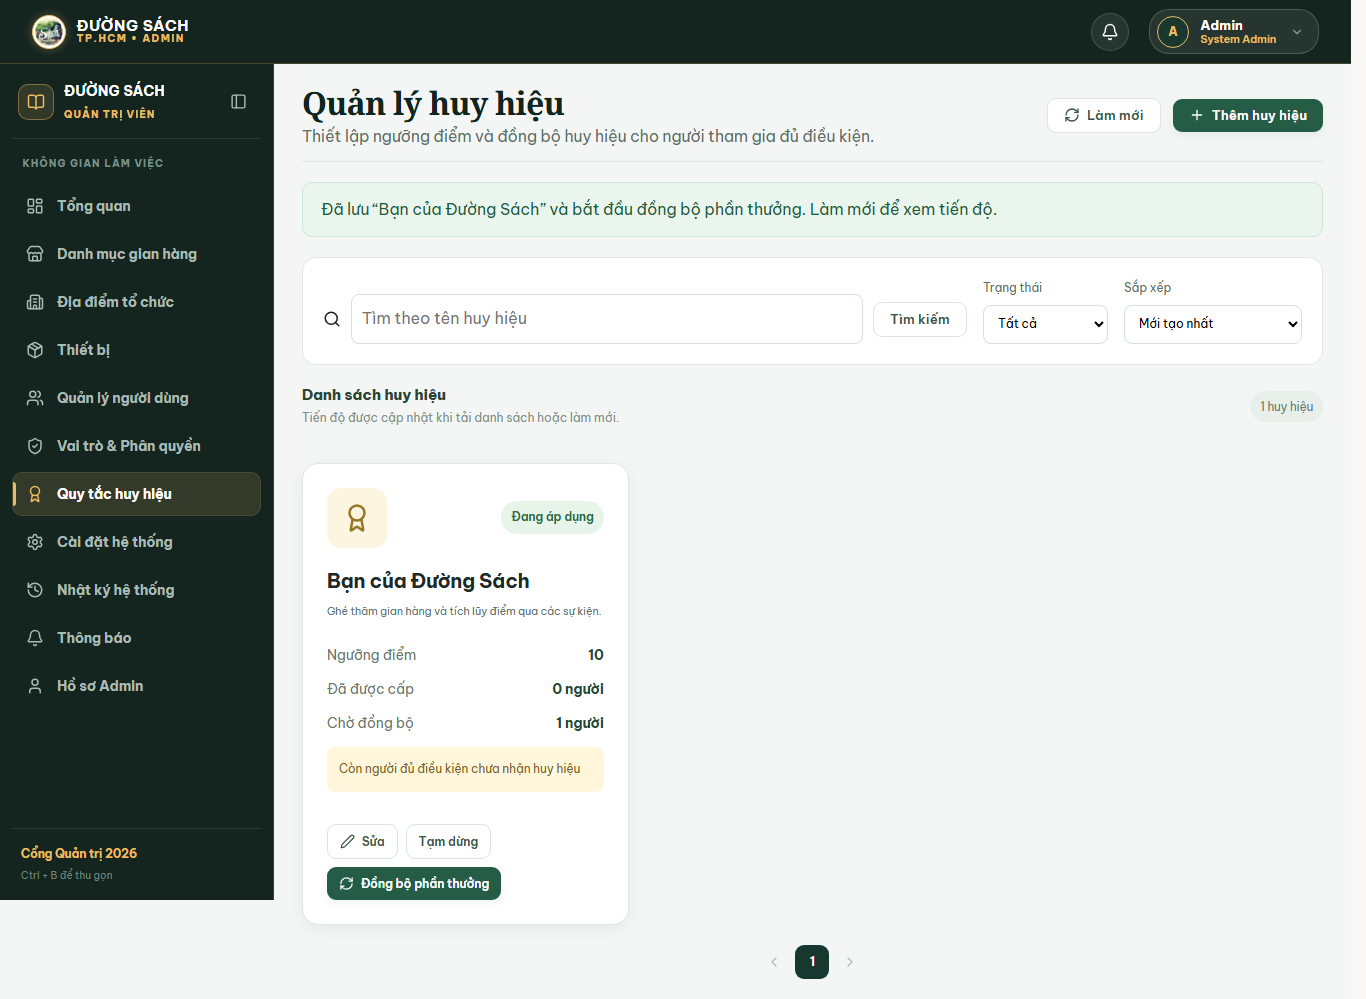 ĐƯỜNG SÁCH
TP.HCM • ADMIN
A
Admin
System Admin
ĐƯỜNG SÁCH
QUẢN TRỊ VIÊN
KHÔNG GIAN LÀM VIỆC
Tổng quan
Danh mục gian hàng
Địa điểm tổ chức
Thiết bị
Quản lý người dùng
Vai trò & Phân quyền
Quy tắc huy hiệu
Cài đặt hệ thống
Nhật ký hệ thống
Thông báo
Hồ sơ Admin
Cổng Quản trị 2026
Ctrl + B để thu gọn
Quản lý huy hiệu
Thiết lập ngưỡng điểm và đồng bộ huy hiệu cho người tham gia đủ điều kiện.
Làm mới
Thêm huy hiệu
Đã lưu “Bạn của Đường Sách” và bắt đầu đồng bộ phần thưởng. Làm mới để xem tiến độ.
Tìm theo tên huy hiệu
Tìm kiếm
Trạng thái
Tất cả
Sắp xếp
Mới tạo nhất
Danh sách huy hiệu
Tiến độ được cập nhật khi tải danh sách hoặc làm mới.
1 huy hiệu
Đang áp dụng
Bạn của Đường Sách
Ghé thăm gian hàng và tích lũy điểm qua các sự kiện.
Ngưỡng điểm 10
Đã được cấp 0 người
Chờ đồng bộ 1 người
Còn người đủ điều kiện chưa nhận huy hiệu
Sửa
Tạm dừng
Đồng bộ phần thưởng
1